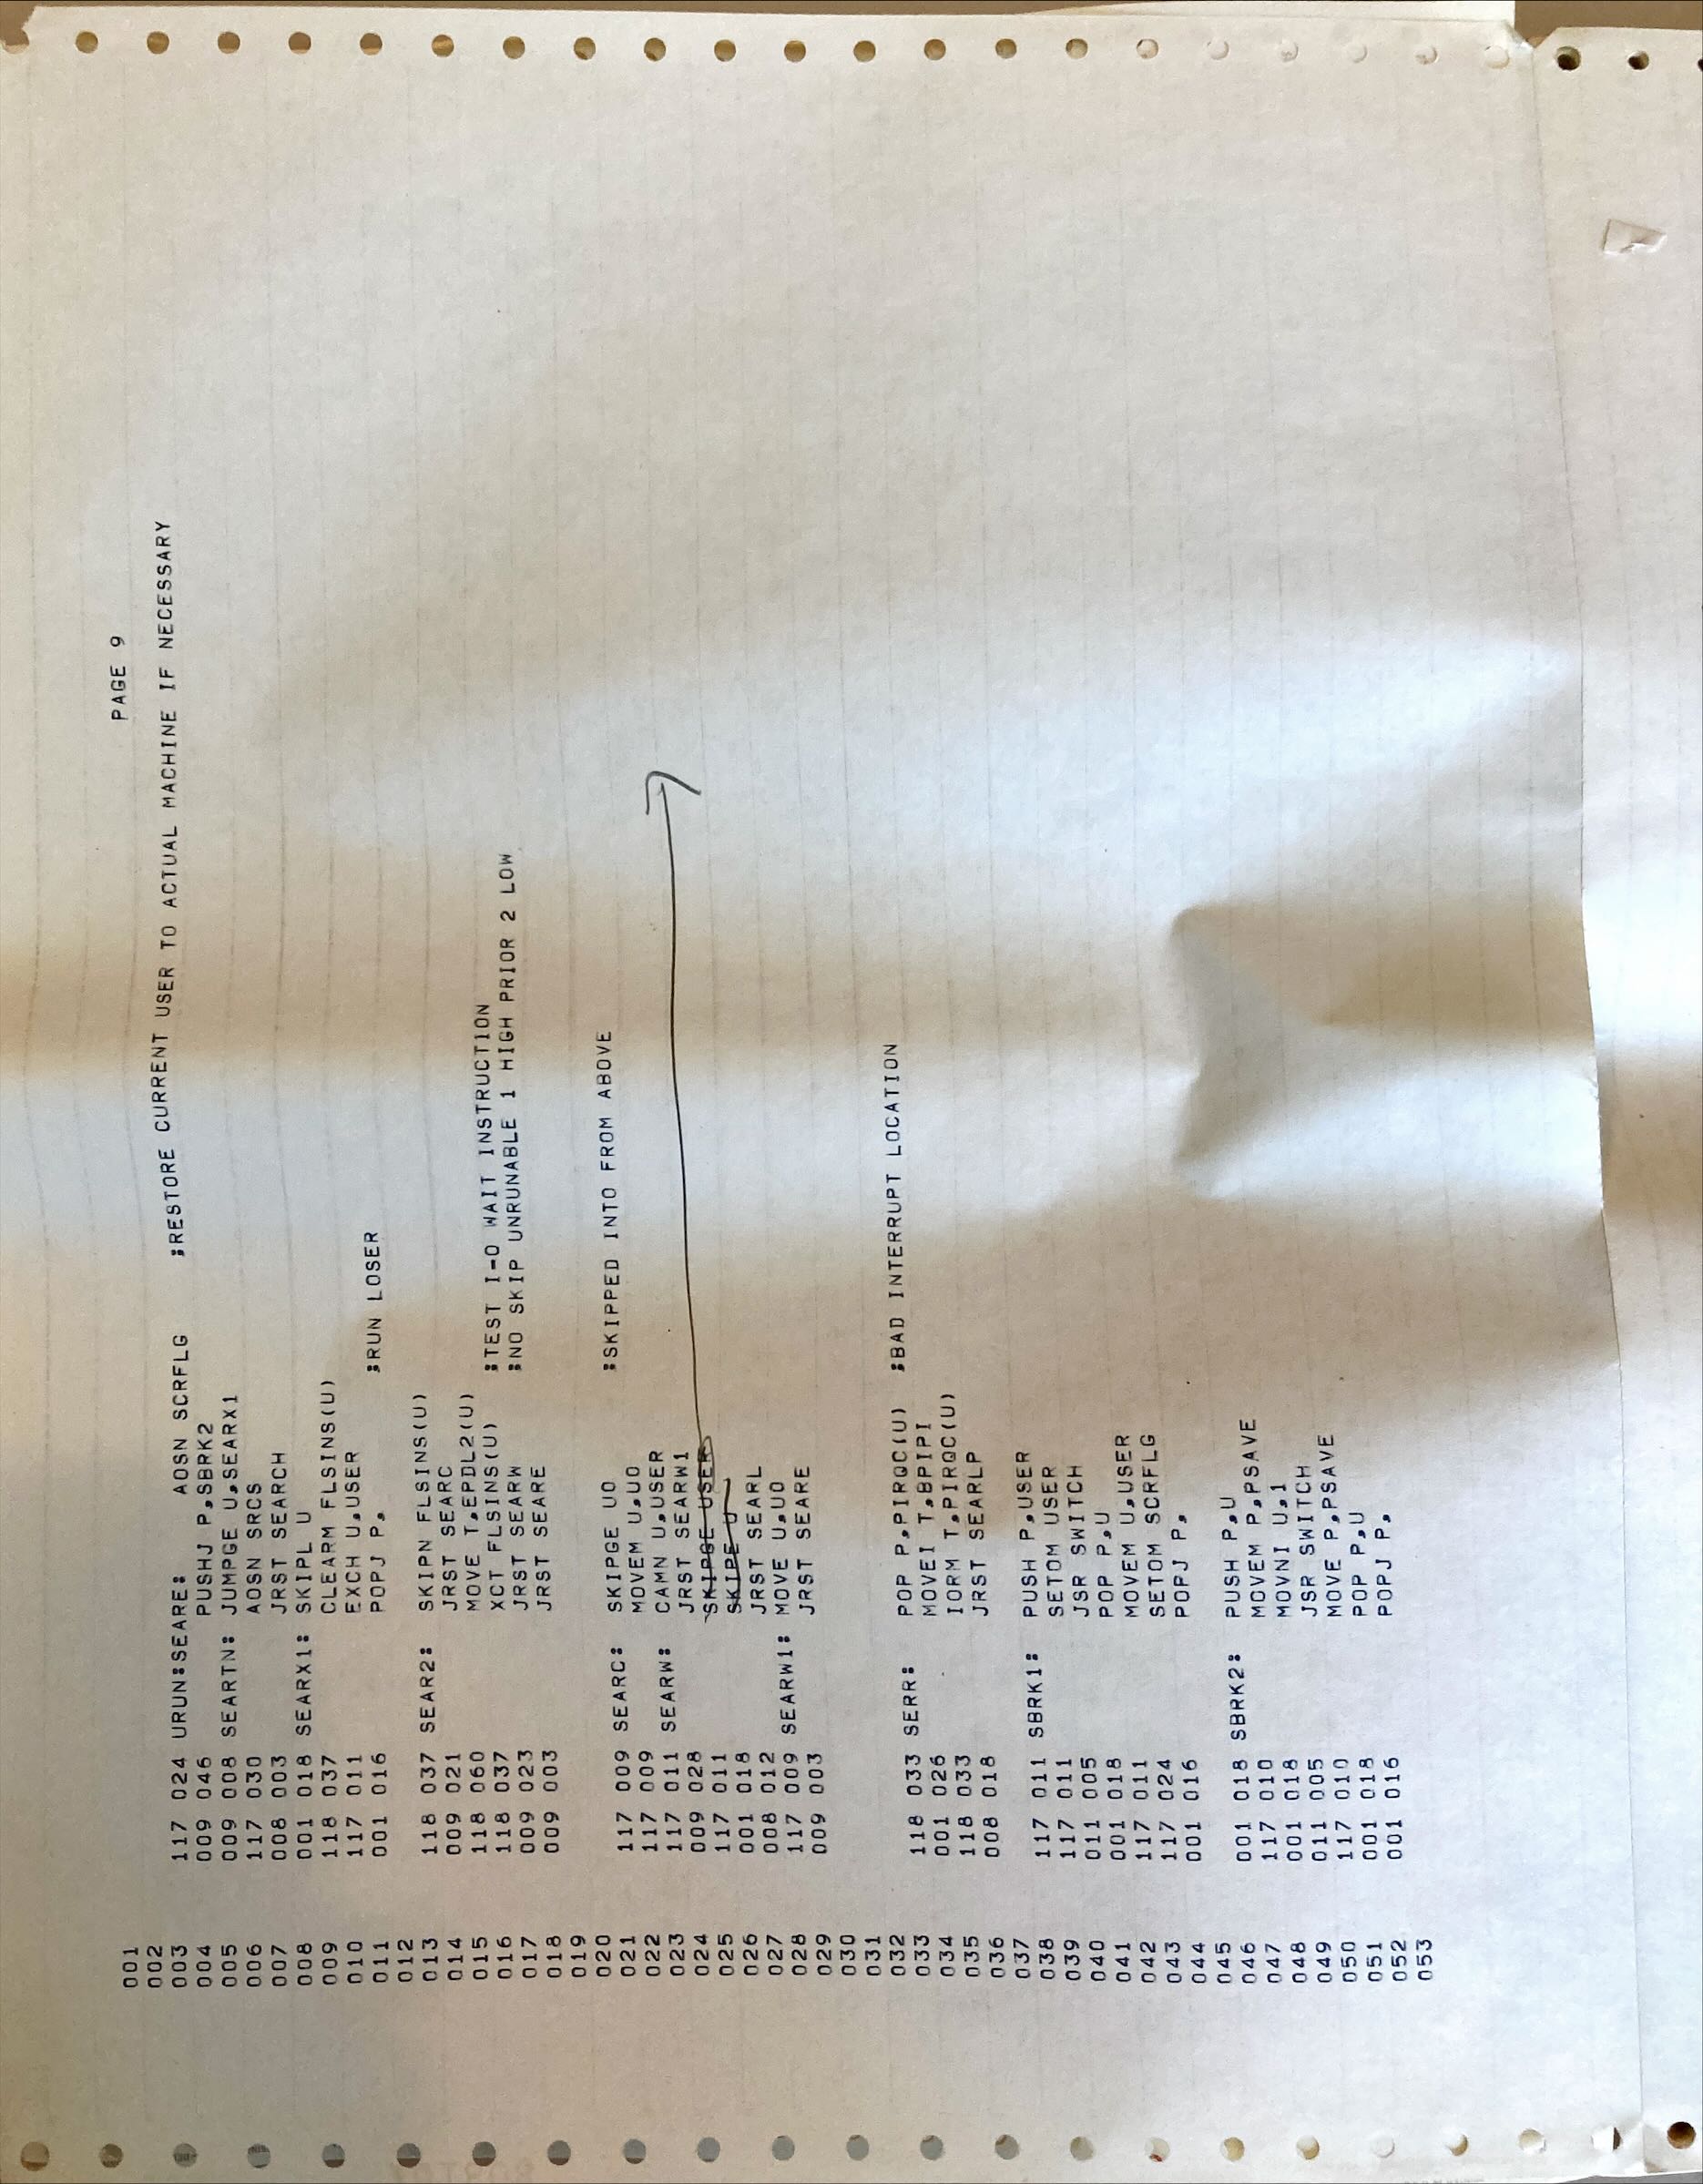 PAGE 9
001
002
003 117 024 URUN:SEARE: AOSN SCRFLG ;RESTORE CURRENT USER TO ACTUAL MACHINE IF NECESSARY
004 009 046 PUSHJ P,SBRK2
005 009 008 SEARTN: JUMPGE U,SEARX1
006 117 030 AOSN SRCS
007 008 003 JRST SEARCH
008 001 018 SEARX1: SKIPL U
009 118 037 CLEARM FLSINS(U)
010 117 011 EXCH U,USER
011 001 016 POPJ P, ;RUN LOSER
012
013 118 037 SEAR2: SKIPN FLSINS(U)
014 009 021 JRST SEARC
015 118 060 MOVE T,EPDL2(U)
016 118 037 XCT FLSINS(U) ;TEST I-O WAIT INSTRUCTION
017 009 023 JRST SEARW ;NO SKIP UNRUNABLE 1 HIGH PRIOR 2 LOW
018 009 003 JRST SEARE
019
020
021 117 009 SEARC: SKIPGE UO ;SKIPPED INTO FROM ABOVE
022 117 009 MOVEM U,UO
023 117 011 SEARW: CAMN U,USER
024 009 028 JRST SEARW1
025 117 011 SKIPGE USER
026 001 018 SKIPE U
027 008 012 JRST SEARL
028 117 009 SEARW1: MOVE U,UO
029 009 003 JRST SEARE
030
031
032
033 118 033 SERR: POP P,PIRQC(U) ;BAD INTERRUPT LOCATION
034 001 026 MOVEI T,BPIPI
035 118 033 IORM T,PIRQC(U)
036 008 018 JRST SEARLP
037
038 117 011 SBRK1: PUSH P,USER
039 117 011 SETOM USER
040 011 005 JSR SWITCH
041 001 018 POP P,U
042 117 011 MOVEM U,USER
043 117 024 SETOM SCRFLG
044 001 016 POPJ P,
045
046 001 018 SBRK2: PUSH P,U
047 117 010 MOVEM P,PSAVE
048 001 018 MOVNI U,1
049 011 005 JSR SWITCH
050 117 010 MOVE P,PSAVE
051 001 018 POP P,U
052 001 016 POPJ P,
053